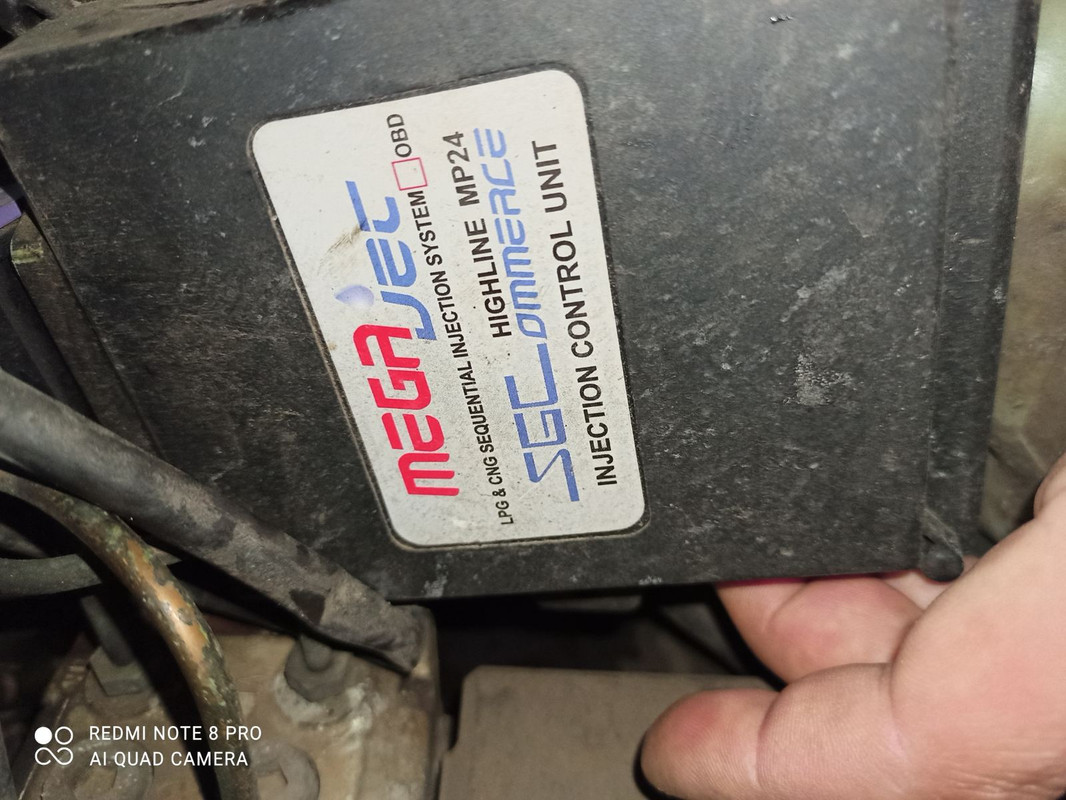 MEGAJET
LPG & CNG SEQUENTIAL INJECTION SYSTEM OBD
HIGHLINE MP24
SGCOMMERCE
INJECTION CONTROL UNIT
REDMI NOTE 8 PRO
AI QUAD CAMERA